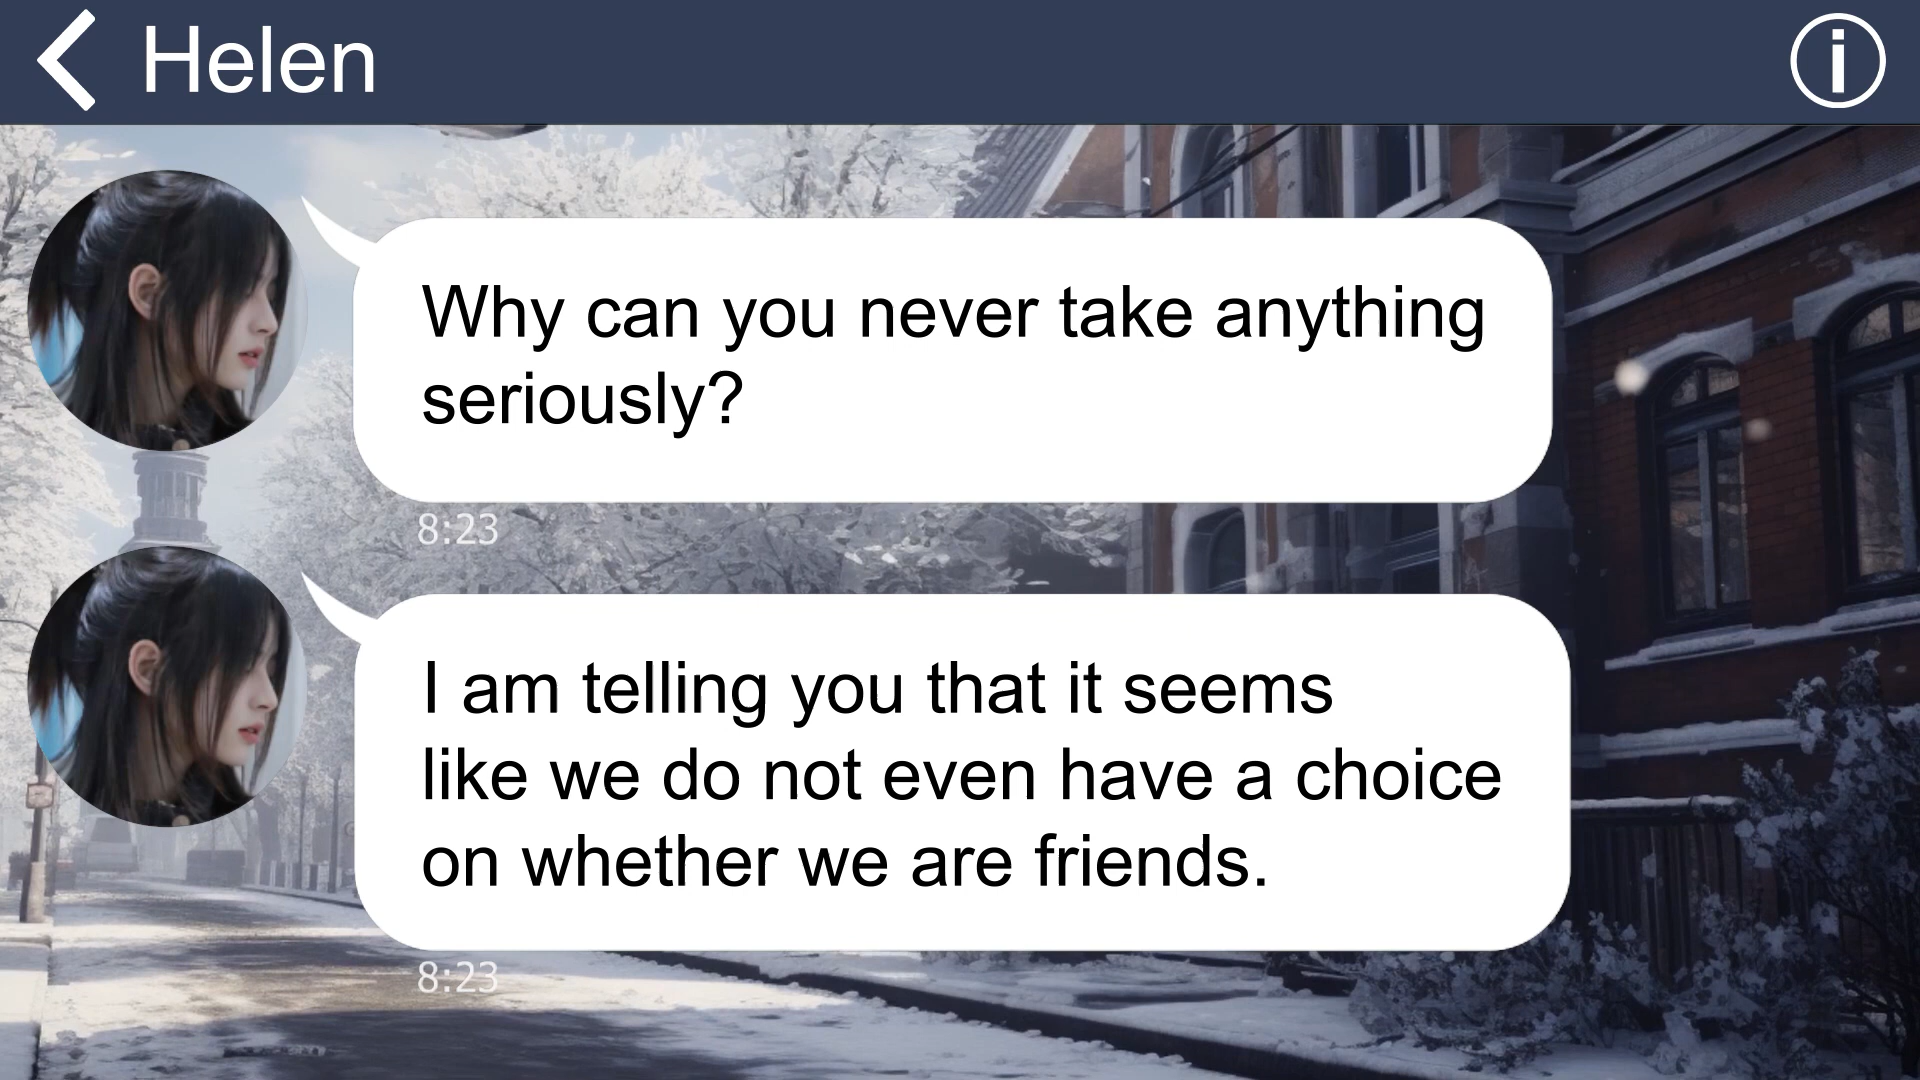 Helen
Why can you never take anything
seriously?
8:23
I am telling you that it seems
like we do not even have a choice
on whether we are friends.
8:23